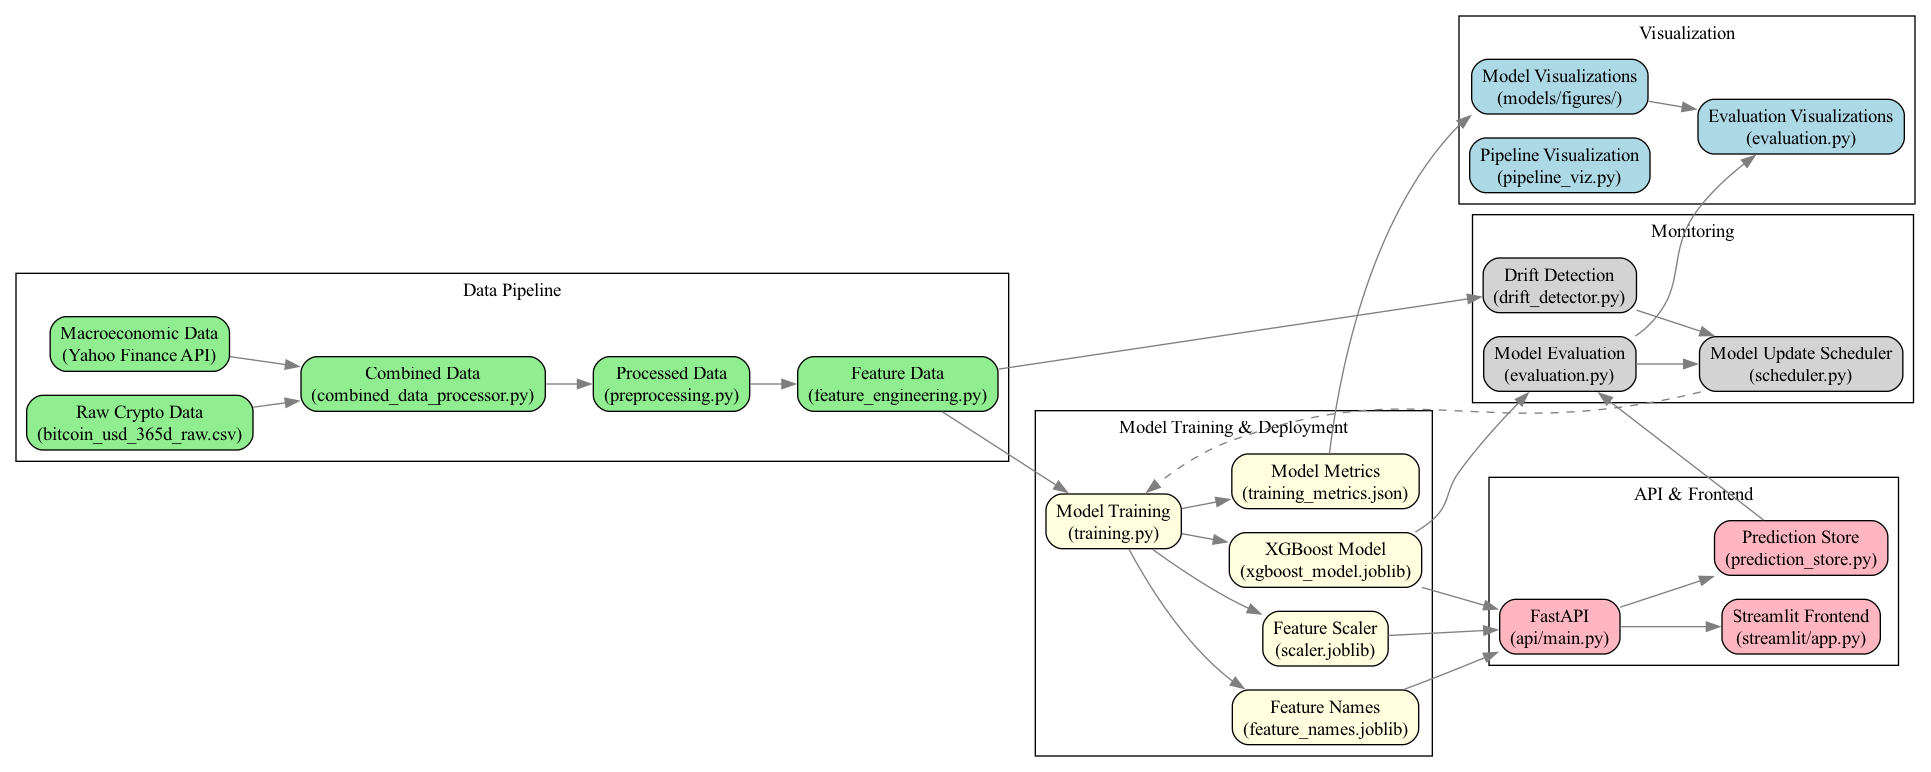 Data Pipeline
Macroeconomic Data
(Yahoo Finance API)
Raw Crypto Data
(bitcoin_usd_365d_raw.csv)
Combined Data
(combined_data_processor.py)
Processed Data
(preprocessing.py)
Feature Data
(feature_engineering.py)
Model Training & Deployment
Model Training
(training.py)
Model Metrics
(training_metrics.json)
XGBoost Model
(xgboost_model.joblib)
Feature Scaler
(scaler.joblib)
Feature Names
(feature_names.joblib)
Visualization
Model Visualizations
(models/figures/)
Pipeline Visualization
(pipeline_viz.py)
Evaluation Visualizations
(evaluation.py)
Monitoring
Drift Detection
(drift_detector.py)
Model Evaluation
(evaluation.py)
Model Update Scheduler
(scheduler.py)
API & Frontend
Prediction Store
(prediction_store.py)
FastAPI
(api/main.py)
Streamlit Frontend
(streamlit/app.py)